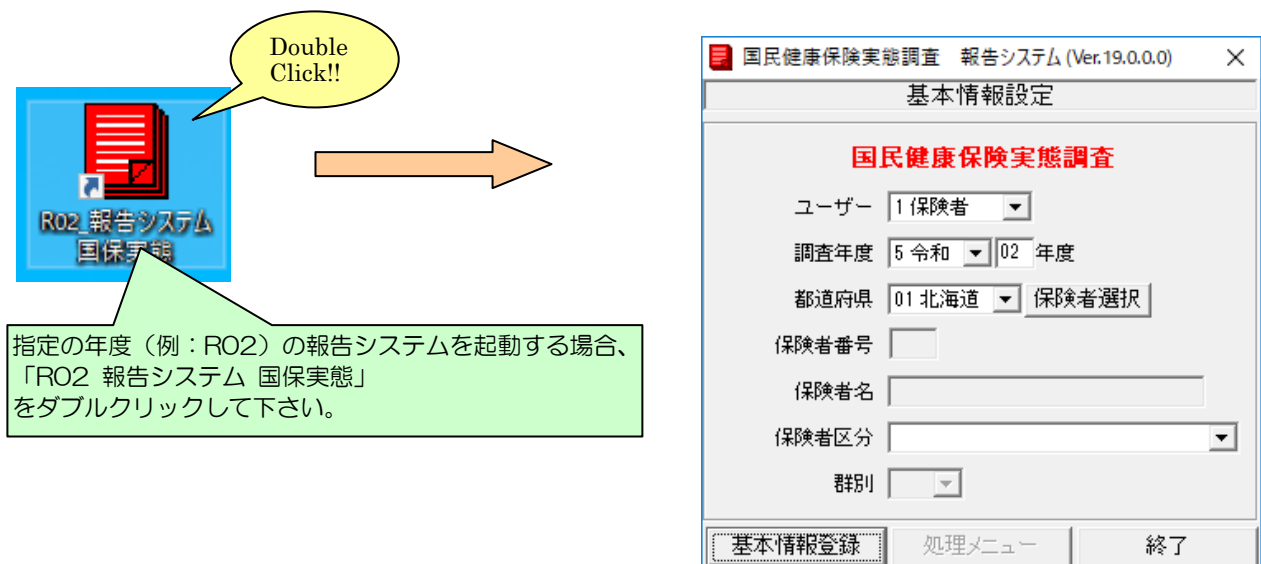 Double
Click!!
R02_報告システム
国保実態
指定の年度（例：R02）の報告システムを起動する場合、
「R02 報告システム 国保実態」
をダブルクリックして下さい。
国民健康保険実態調査 報告システム (Ver.19.0.0.0)
基本情報設定
国民健康保険実態調査
ユーザー 1 保険者
調査年度 5 令和 02 年度
都道府県 01 北海道 保険者選択
保険者番号
保険者名
保険者区分
群別
基本情報登録 処理メニュー 終了